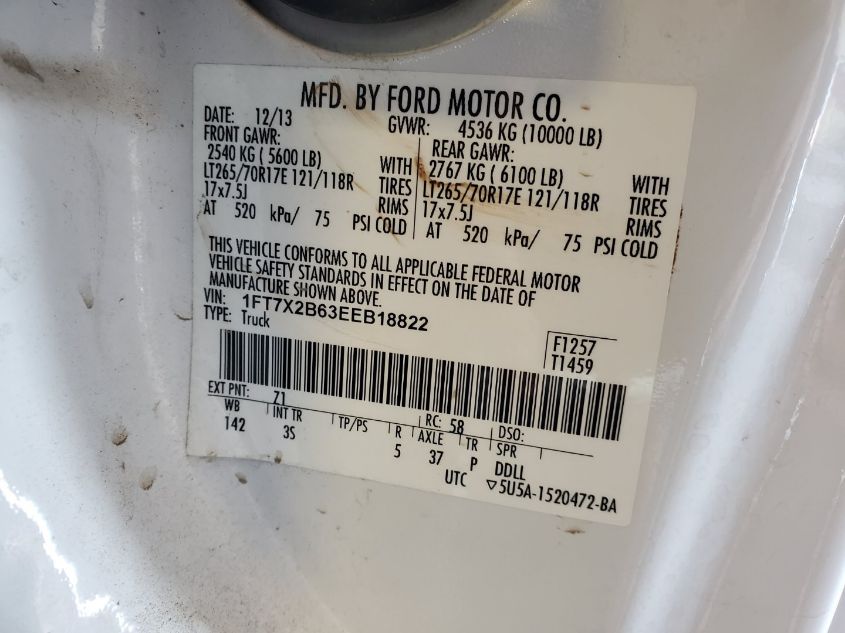 MFD. BY FORD MOTOR CO.
DATE: 12/13 GVWR: 4536 KG (10000 LB)
FRONT GAWR: REAR GAWR:
2540 KG ( 5600 LB) WITH 2767 KG ( 6100 LB) WITH
LT265/70R17E 121/118R TIRES LT265/70R17E 121/118R TIRES
17x7.5J RIMS 17x7.5J RIMS
AT 520 kPa/ 75 PSI COLD AT 520 kPa/ 75 PSI COLD
THIS VEHICLE CONFORMS TO ALL APPLICABLE FEDERAL MOTOR
VEHICLE SAFETY STANDARDS IN EFFECT ON THE DATE OF
MANUFACTURE SHOWN ABOVE.
VIN: 1FT7X2B63EEB18822
TYPE: Truck
F1257
T1459
EXT PNT: 71 RC: 58 DSO:
WB INT TR TP/PS R AXLE TR SPR
142 3S 5 37 P DDLL
UTC ▽5U5A-1520472-BA